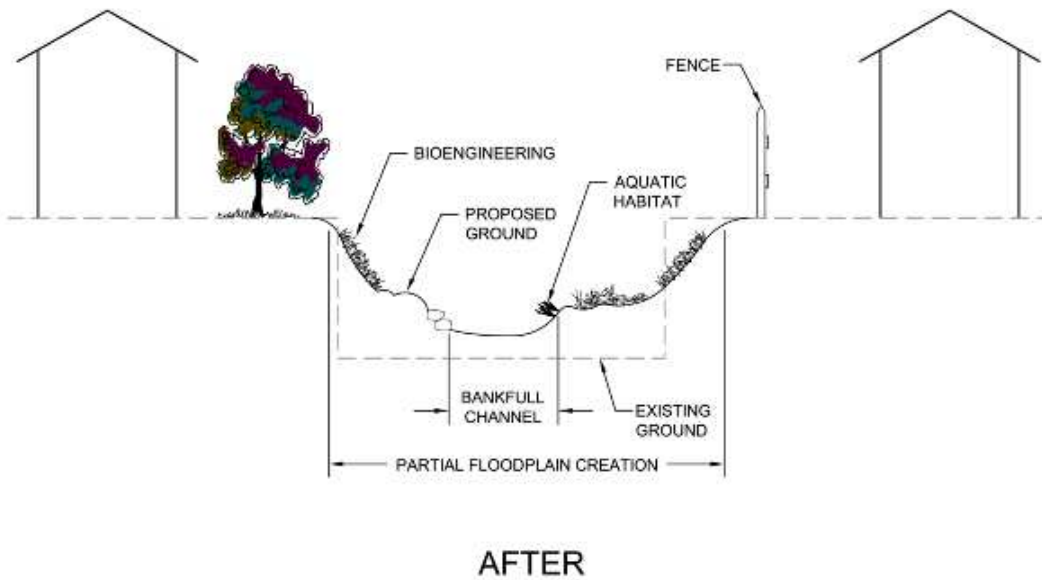 FENCE
BIOENGINEERING
AQUATIC
HABITAT
PROPOSED
GROUND
BANKFULL
CHANNEL
EXISTING
GROUND
PARTIAL FLOODPLAIN CREATION
AFTER